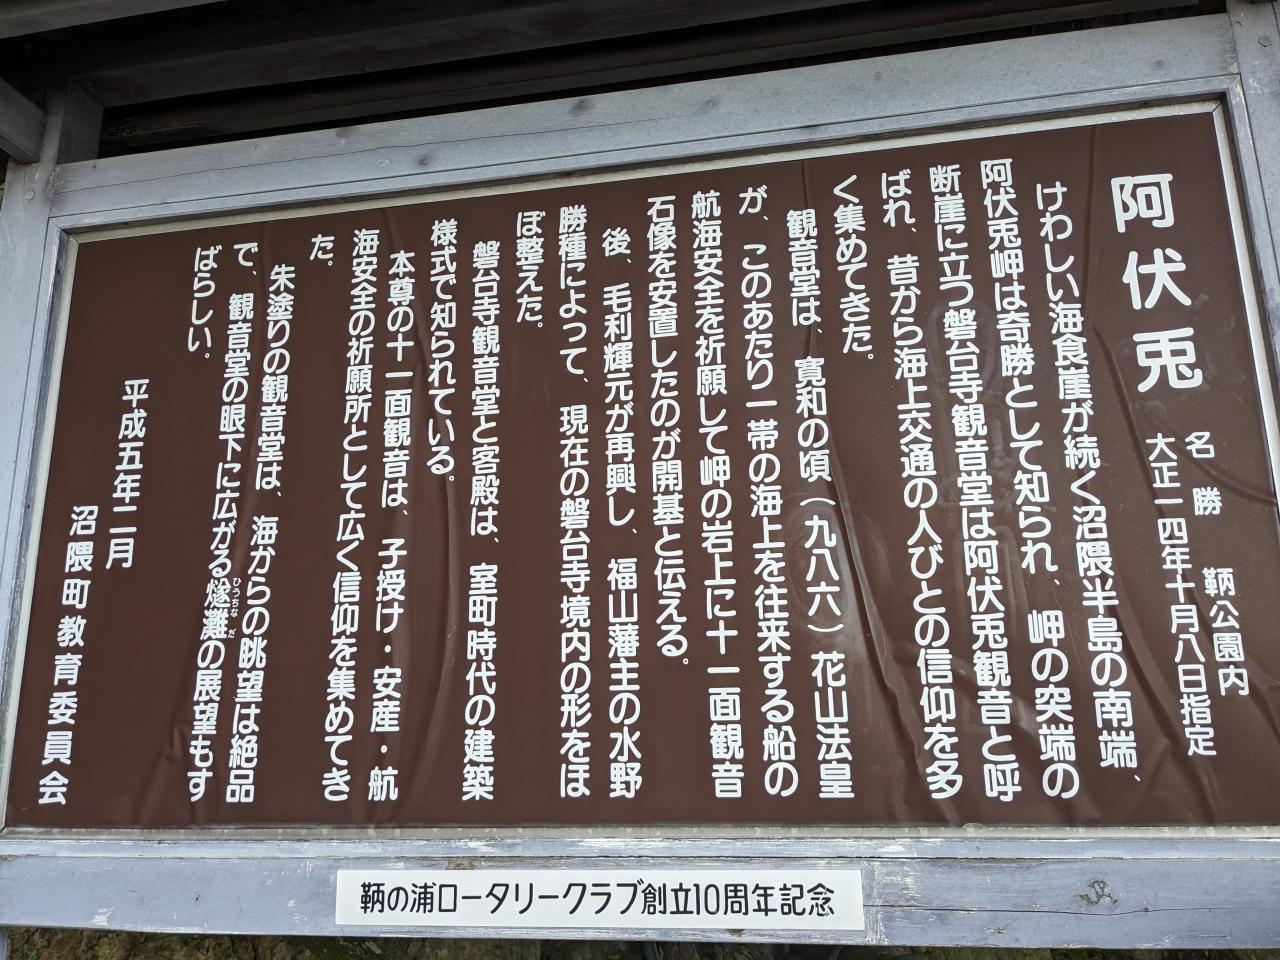 阿伏兎
名勝 鞆公園内
大正一四年十月八日指定
けわしい海食崖が続く沼隈半島の南端、
阿伏兎岬は奇勝として知られ、岬の突端の
断崖に立つ磐台寺観音堂は阿伏兎観音と呼
ばれ、昔から海上交通の人びとの信仰を多
く集めてきた。
観音堂は、寛和の頃(九八六)花山法皇
が、このあたり一帯の海上を往来する船の
航海安全を祈願して岬の岩上に十一面観音
石像を安置したのが開基と伝える。
後、毛利輝元が再興し、福山藩主の水野
勝種によって、現在の磐台寺境内の形をほ
ぼ整えた。
磐台寺観音堂と客殿は、室町時代の建築
様式で知られている。
本尊の十一面観音は、子授け・安産・航
海安全の祈願所として広く信仰を集めてき
た。
朱塗りの観音堂は、海からの眺望は絶品
で、観音堂の眼下に広がる燧灘の展望もす
ひうちなだ
ばらしい。
平成五年二月
沼隈町教育委員会
鞆の浦ロータリークラブ創立10周年記念